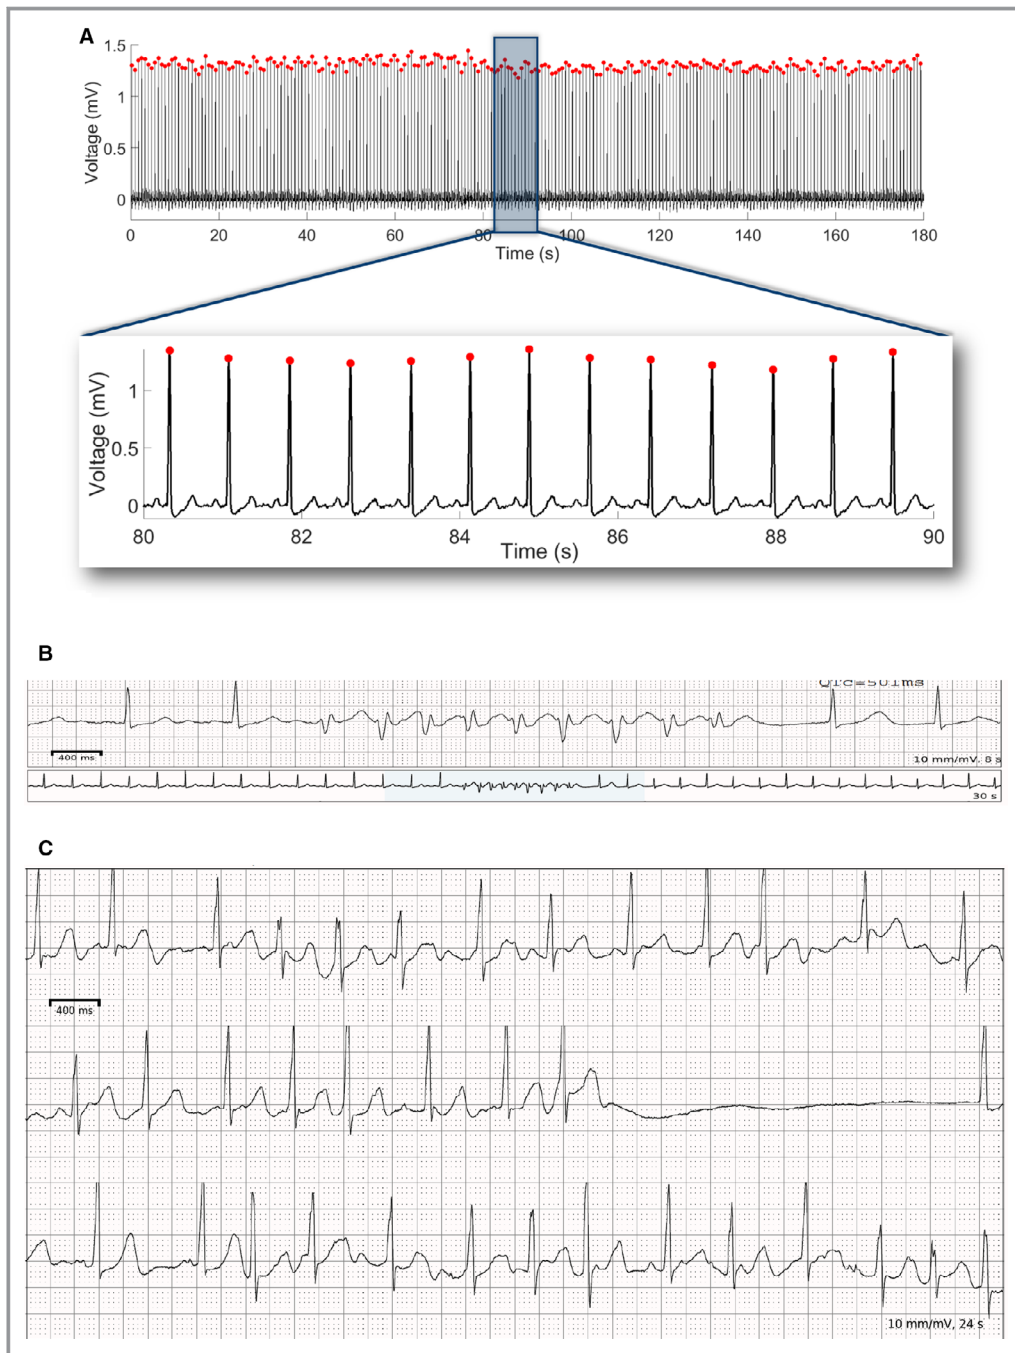 A
Voltage (mV)
1.5
1
0.5
0
0 20 40 60 80 100 120 140 160 180
Time (s)
Voltage (mV)
1
0.5
0
80 82 84 86 88 90
Time (s)
B
QTc=501ms
400 ms
10 mm/mV, 8 s
30 s
C
400 ms
10 mm/mV, 24 s